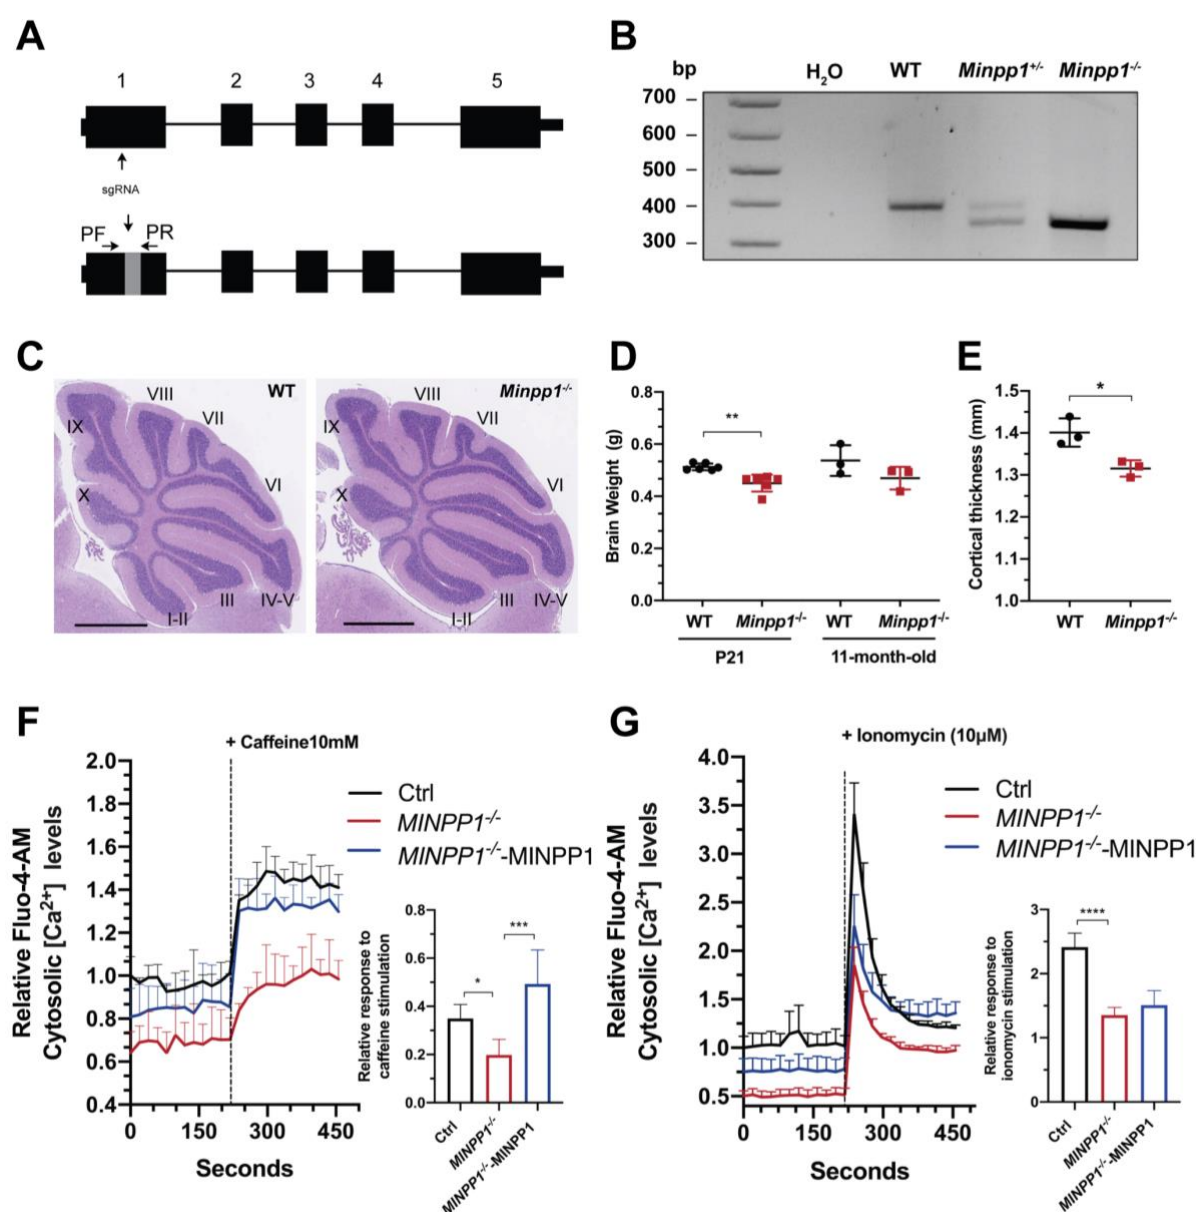 A
1 2 3 4 5
sgRNA
PF PR
B
bp H₂O WT Minpp1+/- Minpp1-/-
700
600
500
400
300
C
WT
VIII
VII
IX
VI
X
III IV-V
I-II
Minpp1-/-
VIII
VII
IX
VI
X
III IV-V
I-II
D
Brain Weight (g)
0.8
0.6
0.4
0.2
0.0
**
WT Minpp1-/- WT Minpp1-/-
P21 11-month-old
E
Cortical thickness (mm)
1.5
1.4
1.3
1.2
1.1
1.0
*
WT Minpp1-/-
F
+ Caffeine10mM
Relative Fluo-4-AM
Cytosolic [Ca2+] levels
2.0
1.8
1.6
1.4
1.2
1.0
0.8
0.6
0.4
0 150 300 450
Seconds
Ctrl
MINPP1-/-
MINPP1-/--MINPP1
Relative response to
caffeine stimulation
0.8
0.6
0.4
0.2
0.0
*
***
Ctrl
MINPP1-/-
MINPP1-/--MINPP1
G
+ Ionomycin (10µM)
Relative Fluo-4-AM
Cytosolic [Ca2+] levels
4.0
3.5
3.0
2.5
2.0
1.5
1.0
0.5
0 150 300 450
Seconds
Ctrl
MINPP1-/-
MINPP1-/--MINPP1
Relative response to
ionomycin stimulation
3
2
1
0
****
Ctrl
MINPP1-/-
MINPP1-/--MINPP1